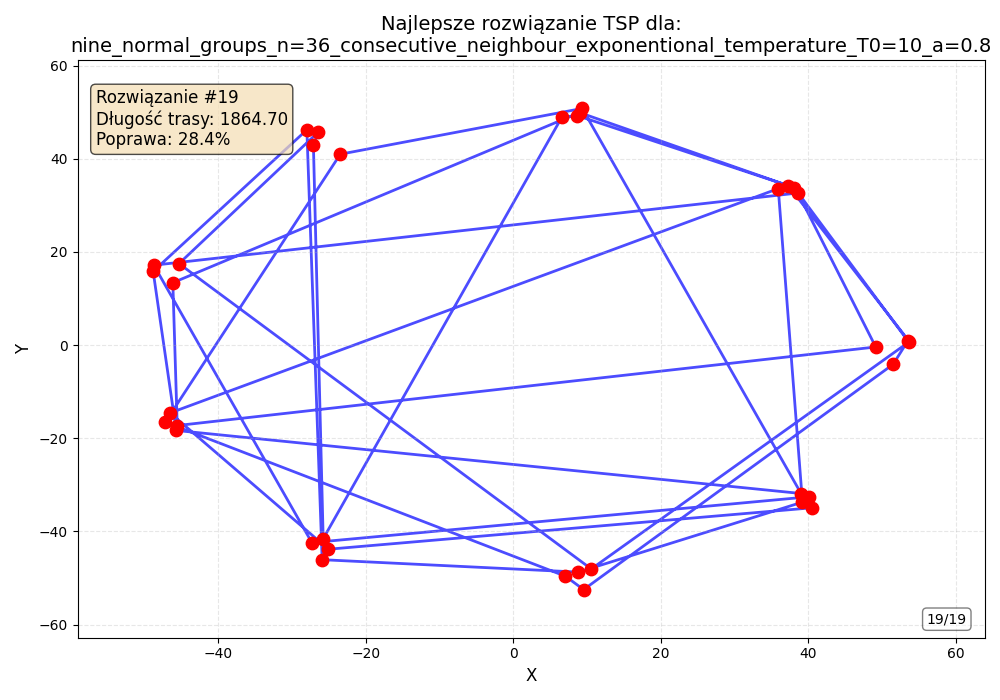 Najlepsze rozwiązanie TSP dla:
nine_normal_groups_n=36_consecutive_neighbour_exponentional_temperature_T0=10_a=0.8
Rozwiązanie #19
Długość trasy: 1864.70
Poprawa: 28.4%
60
40
20
0
−20
−40
−60
Y
19/19
−40
−20
0
20
40
60
X